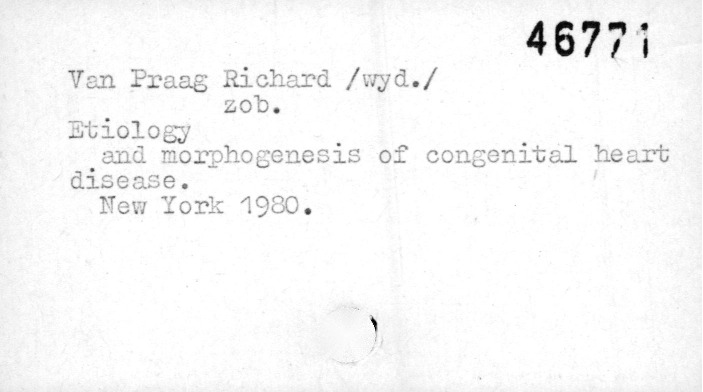 46771
Van Praag Richard /wyd./
zob.
Etiology
and morphogenesis of congenital heart
disease.
New York 1980.